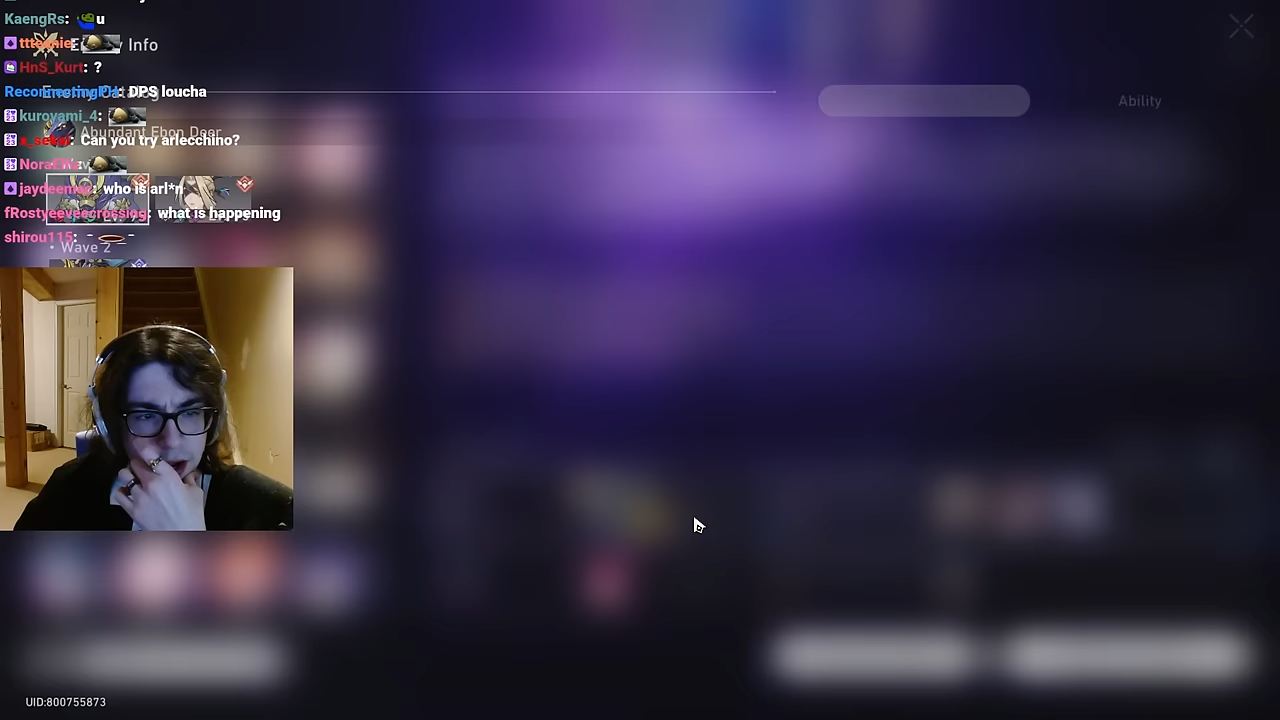 KaengRs: u
Info
HnS_Kurt: ?
DPS loucha
kuroyami_4:
Abundant Ebon Deer
Can you try arlecchino?
who is arl*n
fRostyeeveecrossing: what is happening
shirou115:
• Wave 2
Ability
UID:800755873